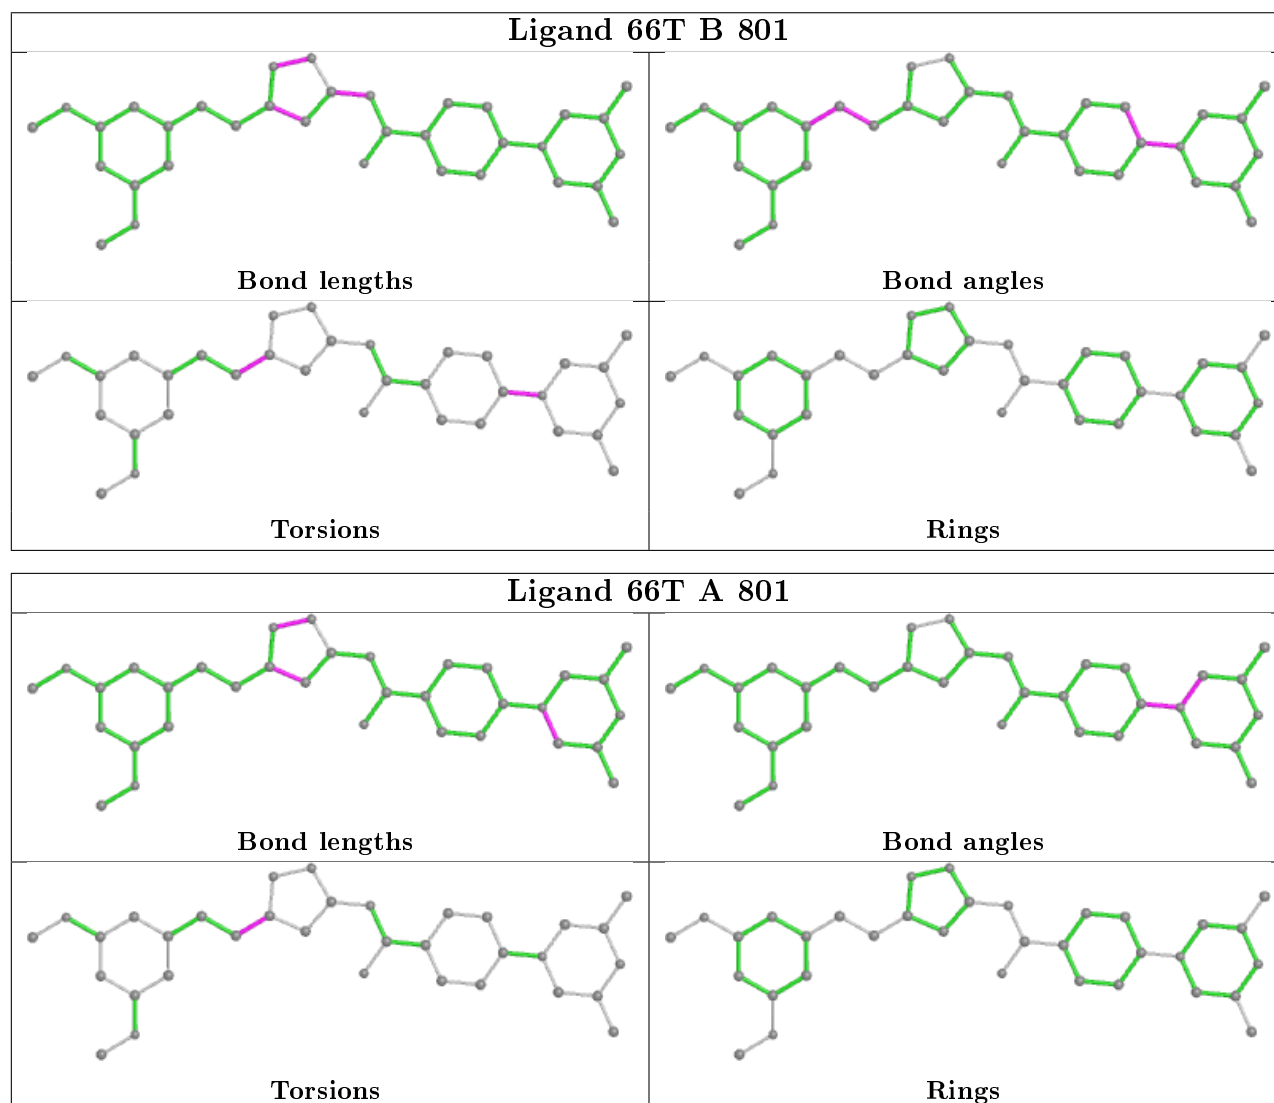 Ligand 66T B 801
Bond lengths
Bond angles
Torsions
Rings
Ligand 66T A 801
Bond lengths
Bond angles
Torsions
Rings